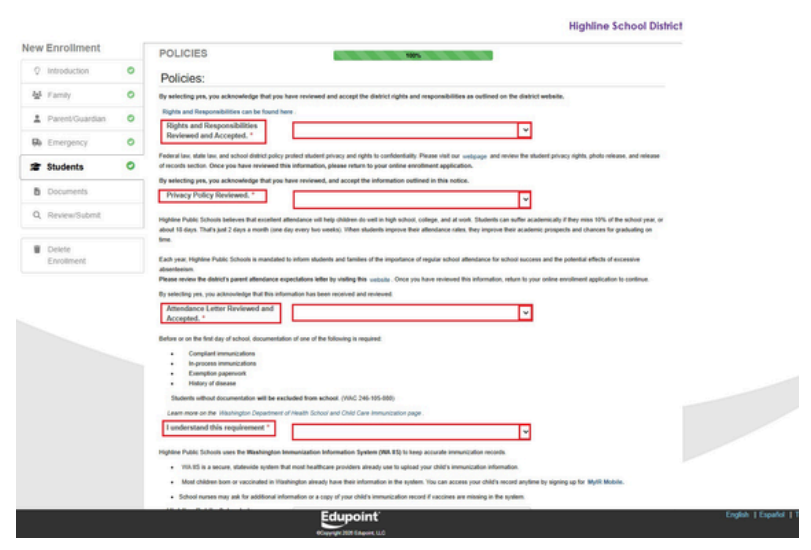 Highline School District
New Enrollment
Introduction
Family
Parent/Guardian
Emergency
Students
Documents
Review/Submit
Delete
Enrollment
POLICIES
100%
Policies:
By selecting yes, you acknowledge that you have reviewed and accept the district rights and responsibilities as outlined on the district website.
Rights and Responsibilities can be found here
Rights and Responsibilities
Reviewed and Accepted. *
Federal law, state law, and school district policy protect student privacy and rights to confidentiality. Please visit our webpage and review the student privacy rights, photo release, and release
of records section. Once you have reviewed this information, please return to your online enrollment application.
By selecting yes, you acknowledge that you have reviewed, and accept the information outlined in this notice.
Privacy Policy Reviewed. *
Highline Public Schools believes that excellent attendance will help children do well in high school, college, and at work. Students can suffer academically if they miss 10% of the school year, or
about 18 days. That's just 2 days a month (one day every two weeks). When students improve their attendance rates, they improve their academic prospects and chances for graduating on
time.
Each year, Highline Public Schools is mandated to inform students and families of the importance of regular school attendance for school success and the potential effects of excessive
absenteeism.
Please review the district's parent attendance expectations letter by visiting this website . Once you have reviewed this information, return to your online enrollment application to continue.
By selecting yes, you acknowledge that this information has been received and reviewed.
Attendance Letter Reviewed and
Accepted. *
Before or on the first day of school, documentation of one of the following is required:
• Compliant immunizations
• In-process immunizations
• Exemption paperwork
• History of disease
Students without documentation will be excluded from school. (WAC 246-105-080)
Learn more on the Washington Department of Health School and Child Care Immunization page.
I understand this requirement *
Highline Public Schools uses the Washington Immunization Information System (WA IIS) to keep accurate immunization records.
• WA IIS is a secure, statewide system that most healthcare providers already use to upload your child's immunization information.
• Most children born or vaccinated in Washington already have their information in the system. You can access your child's record anytime by signing up for MyIR Mobile.
• School nurses may ask for additional information or a copy of your child's immunization record if vaccines are missing in the system.
Edupoint
©Copyright 2025 Edupoint, LLC
English | Español |